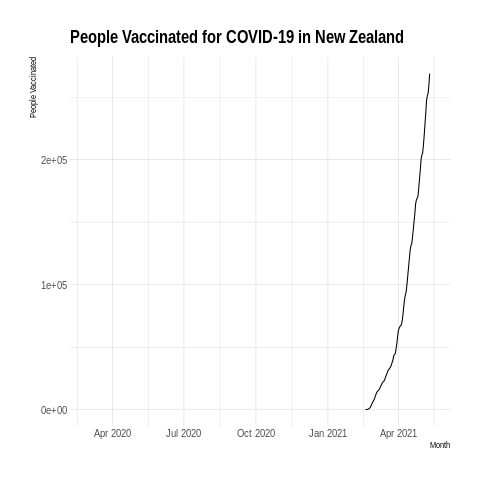 People Vaccinated for COVID-19 in New Zealand
People Vaccinated
2e+05
1e+05
0e+00
Apr 2020 Jul 2020 Oct 2020 Jan 2021 Apr 2021
Month